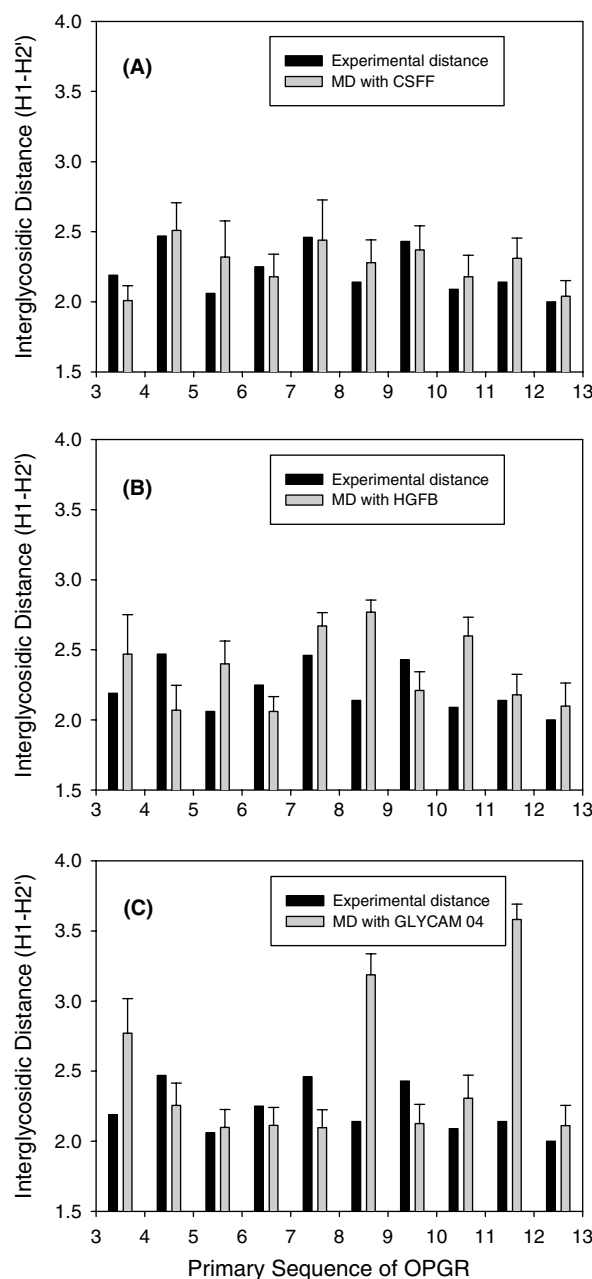 (A)
Experimental distance
MD with CSFF
Interglycosidic Distance (H1-H2')
4.0
3.5
3.0
2.5
2.0
1.5
3 4 5 6 7 8 9 10 11 12 13
(B)
Experimental distance
MD with HGFB
Interglycosidic Distance (H1-H2')
4.0
3.5
3.0
2.5
2.0
1.5
3 4 5 6 7 8 9 10 11 12 13
(C)
Experimental distance
MD with GLYCAM 04
Interglycosidic Distance (H1-H2')
4.0
3.5
3.0
2.5
2.0
1.5
3 4 5 6 7 8 9 10 11 12 13
Primary Sequence of OPGR